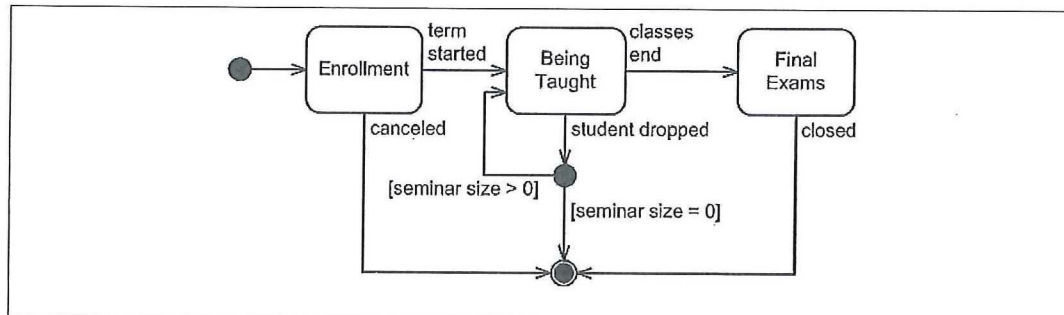 term
started
classes
end
Enrollment
Being
Taught
Final
Exams
canceled
student dropped
closed
[seminar size > 0]
[seminar size = 0]